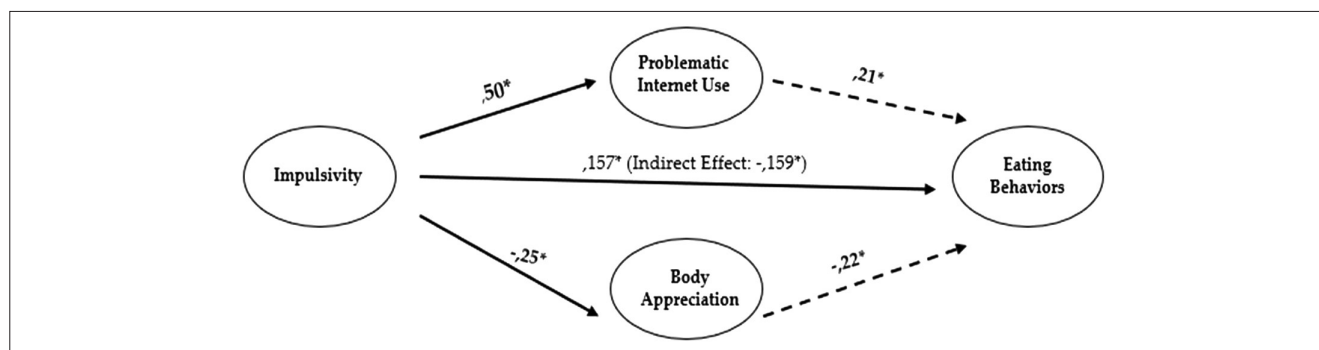 Problematic
Internet Use
,50*
,21*
,157* (Indirect Effect: -,159*)
Impulsivity
Eating
Behaviors
-,25*
-,22*
Body
Appreciation